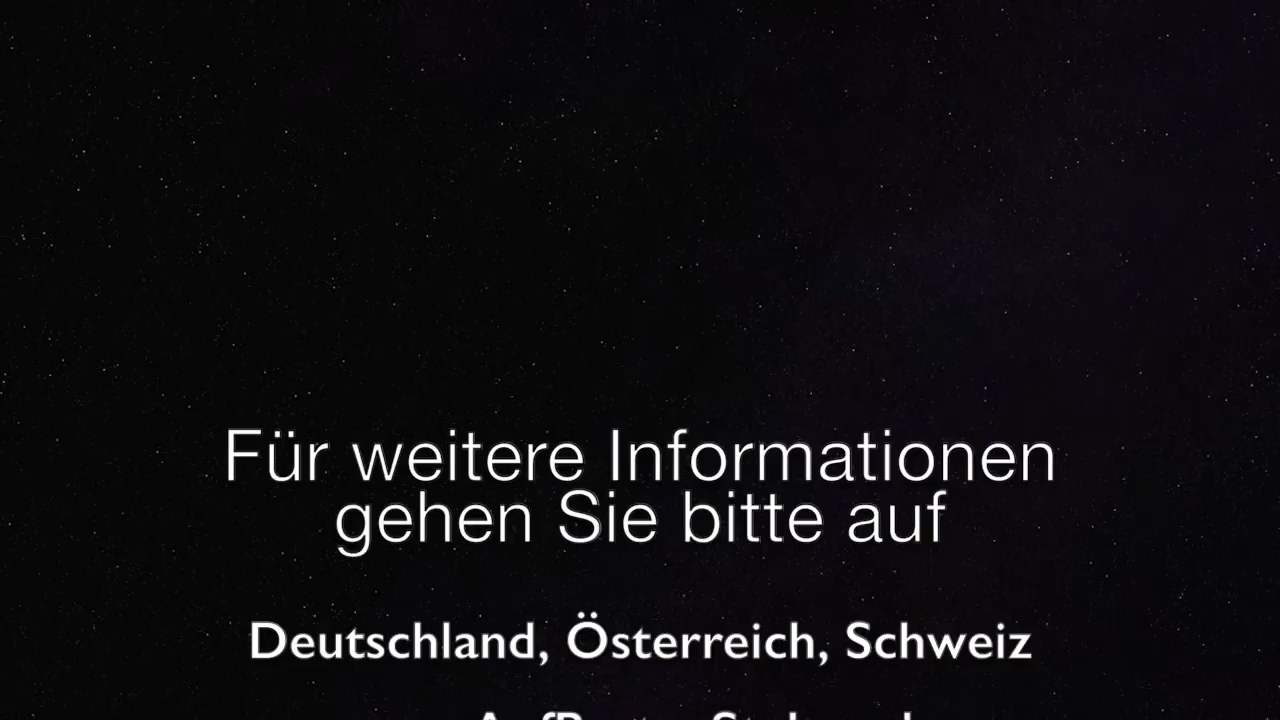 Für weitere Informationen
gehen Sie bitte auf
Deutschland, Österreich, Schweiz